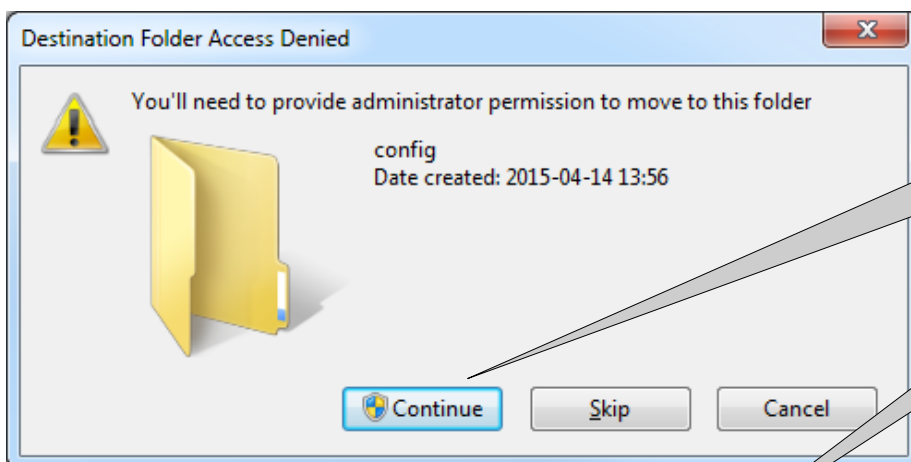 Destination Folder Access Denied
You'll need to provide administrator permission to move to this folder
config
Date created: 2015-04-14 13:56
Continue
Skip
Cancel